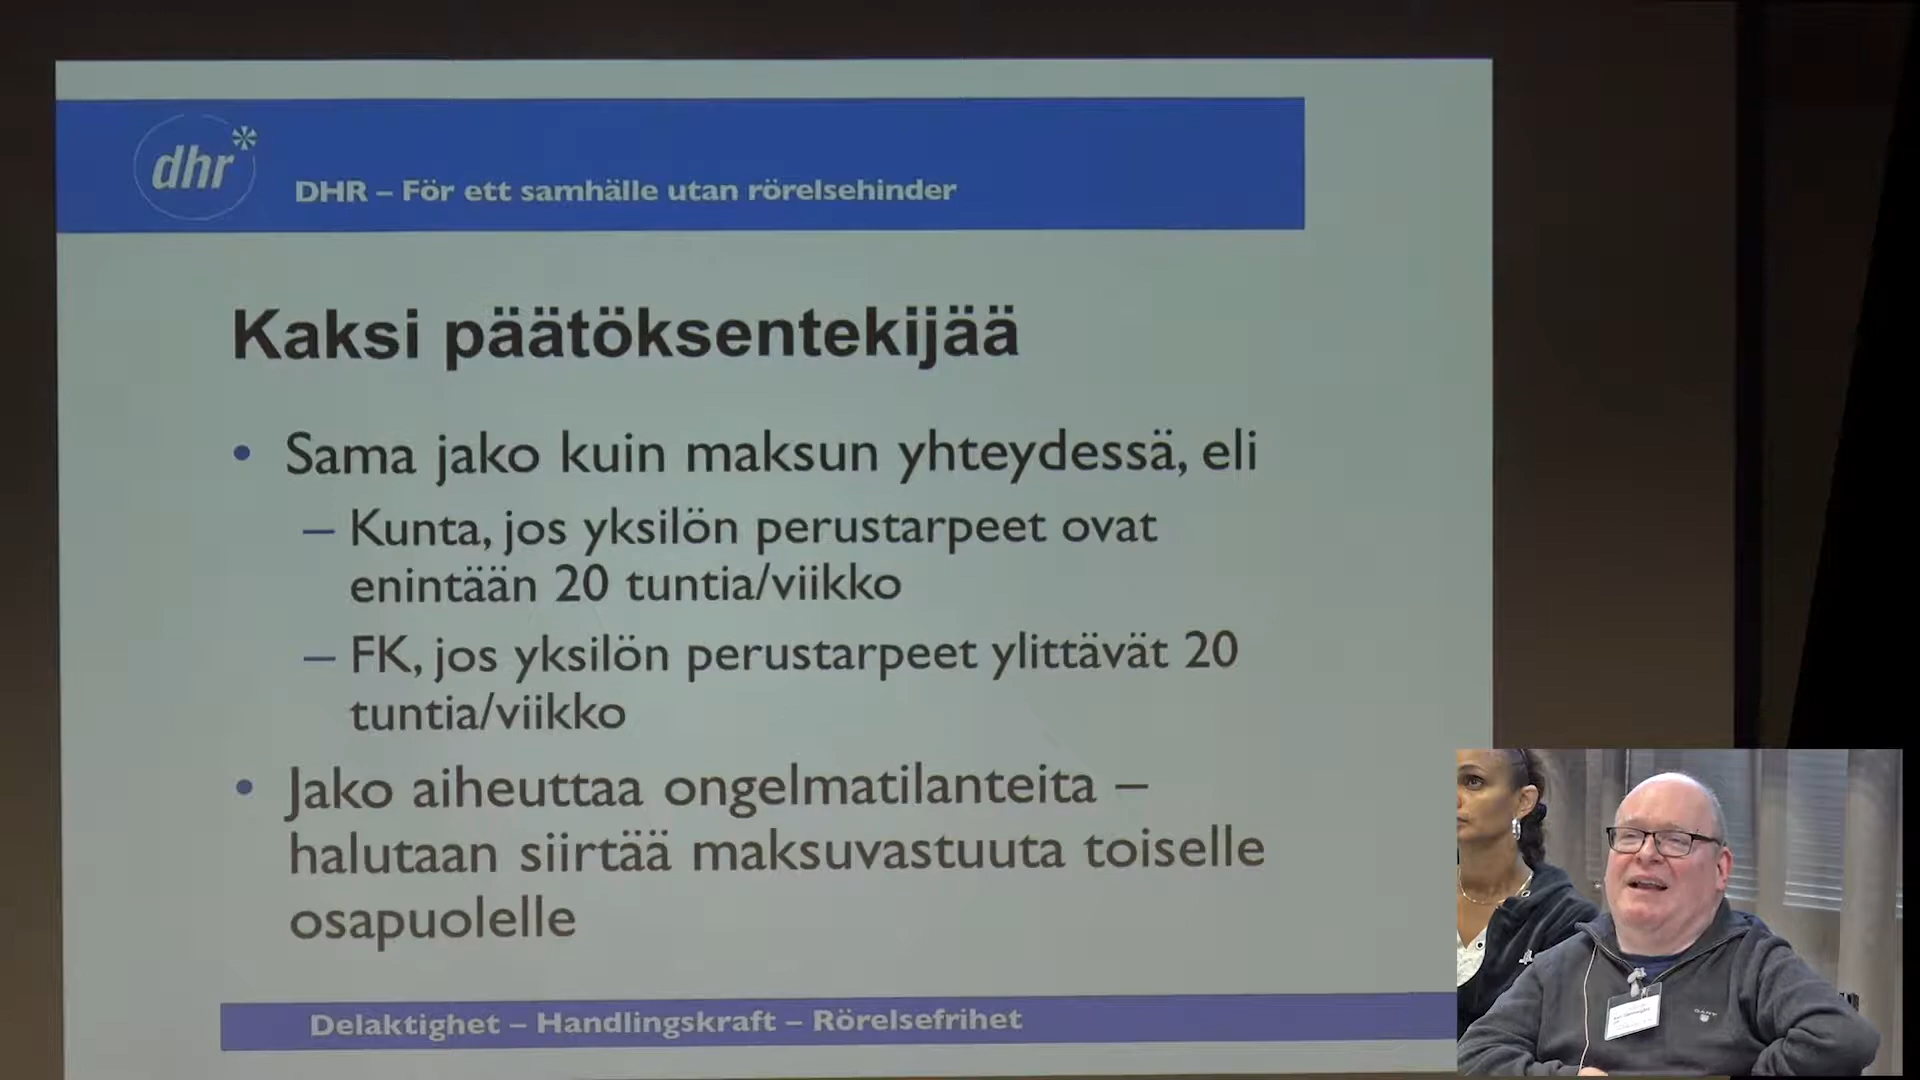 dhr
DHR – För ett samhälle utan rörelsehinder
Kaksi päätöksentekijää
• Sama jako kuin maksun yhteydessä, eli
– Kunta, jos yksilön perustarpeet ovat
enintään 20 tuntia/viikko
– FK, jos yksilön perustarpeet ylittävät 20
tuntia/viikko
• Jako aiheuttaa ongelmatilanteita –
halutaan siirtää maksuvastuuta toiselle
osapuolelle
Delaktighet – Handlingskraft – Rörelsefrihet
GANT